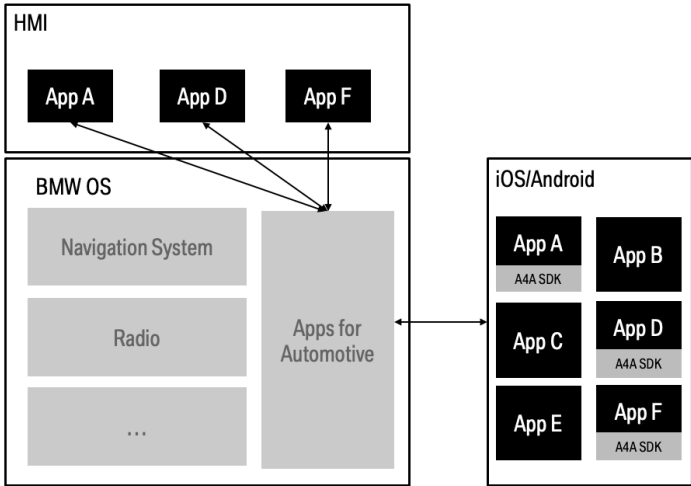 HMI
App A
App D
App F
BMW OS
Navigation System
Radio
...
Apps for
Automotive
iOS/Android
App A
A4A SDK
App B
App C
App D
A4A SDK
App E
App F
A4A SDK